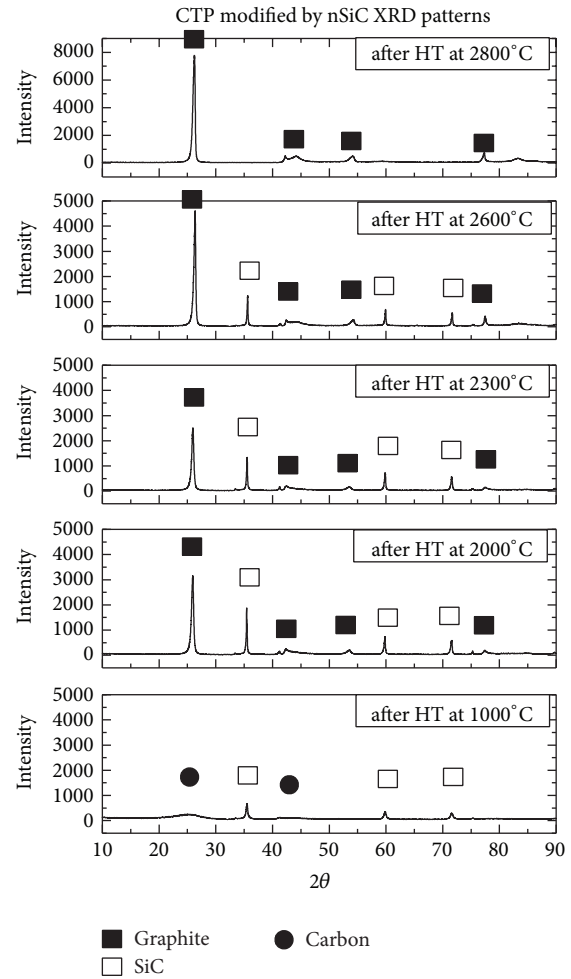 CTP modified by nSiC XRD patterns
8000
6000
4000
2000
0
Intensity
after HT at 2800°C
5000
4000
3000
2000
1000
0
Intensity
after HT at 2600°C
5000
4000
3000
2000
1000
0
Intensity
after HT at 2300°C
5000
4000
3000
2000
1000
0
Intensity
after HT at 2000°C
5000
4000
3000
2000
1000
0
Intensity
after HT at 1000°C
10 20 30 40 50 60 70 80 90
2θ
Graphite
Carbon
SiC